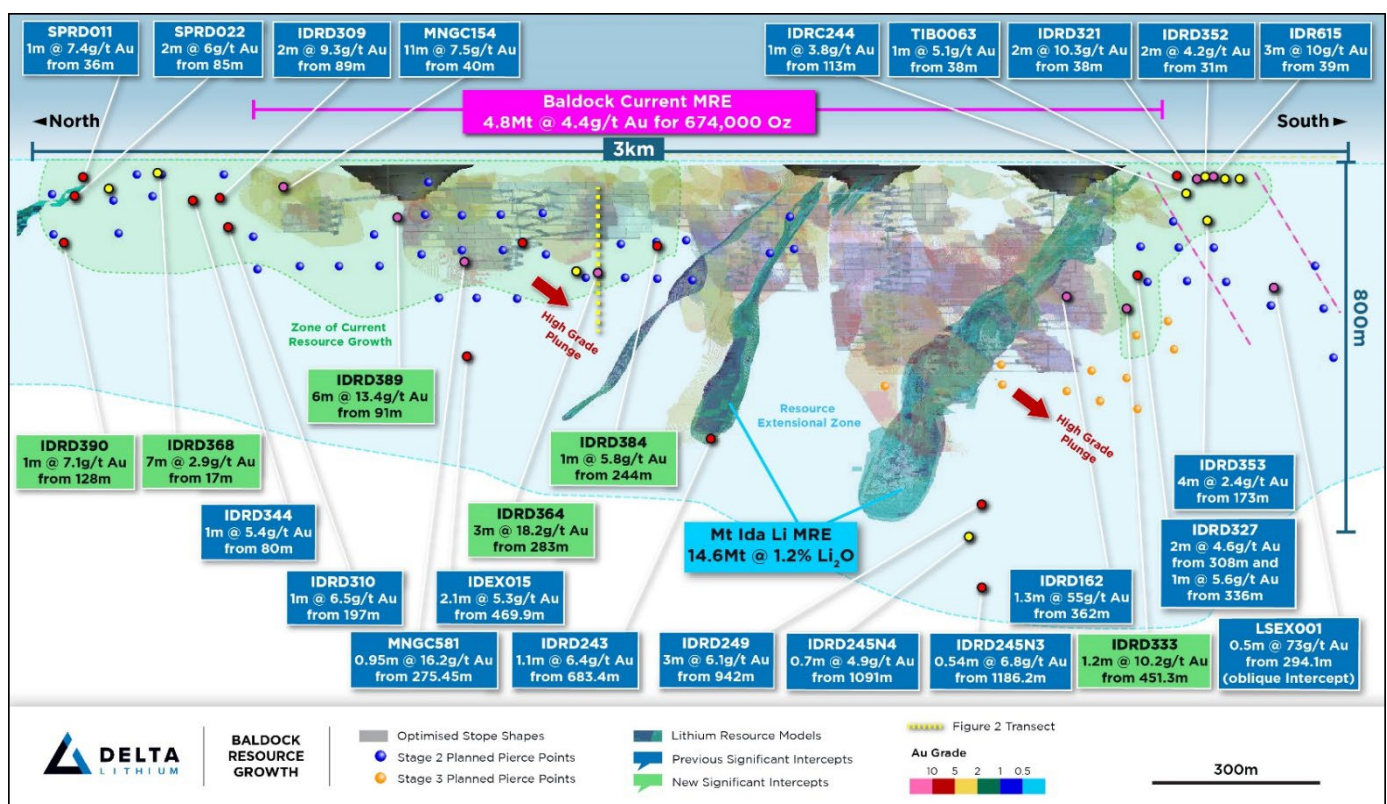 SPRD011
1m @ 7.4g/t Au
from 36m
SPRD022
2m @ 6g/t Au
from 85m
IDRD309
2m @ 9.3g/t Au
from 89m
MNGC154
11m @ 7.5g/t Au
from 40m
IDRC244
1m @ 3.8g/t Au
from 113m
TIB0063
1m @ 5.1g/t Au
from 38m
IDRD321
2m @ 10.3g/t Au
from 38m
IDRD352
2m @ 4.2g/t Au
from 31m
IDR615
3m @ 10g/t Au
from 39m
Baldock Current MRE
4.8Mt @ 4.4g/t Au for 674,000 Oz
◄North
South►
3km
800m
High Grade
Plunge
Zone of Current
Resource Growth
IDRD389
6m @ 13.4g/t Au
from 91m
Resource
Extensional Zone
High Grade
Plunge
IDRD390
1m @ 7.1g/t Au
from 128m
IDRD368
7m @ 2.9g/t Au
from 17m
IDRD384
1m @ 5.8g/t Au
from 244m
IDRD344
1m @ 5.4g/t Au
from 80m
IDRD364
3m @ 18.2g/t Au
from 283m
Mt Ida Li MRE
14.6Mt @ 1.2% Li₂O
IDRD353
4m @ 2.4g/t Au
from 173m
IDRD310
1m @ 6.5g/t Au
from 197m
IDEX015
2.1m @ 5.3g/t Au
from 469.9m
IDRD162
1.3m @ 55g/t Au
from 362m
IDRD327
2m @ 4.6g/t Au
from 308m and
1m @ 5.6g/t Au
from 336m
MNGC581
0.95m @ 16.2g/t Au
from 275.45m
IDRD243
1.1m @ 6.4g/t Au
from 683.4m
IDRD249
3m @ 6.1g/t Au
from 942m
IDRD245N4
0.7m @ 4.9g/t Au
from 1091m
IDRD245N3
0.54m @ 6.8g/t Au
from 1186.2m
IDRD333
1.2m @ 10.2g/t Au
from 451.3m
LSEX001
0.5m @ 73g/t Au
from 294.1m
(oblique Intercept)
DELTA
LITHIUM
BALDOCK
RESOURCE
GROWTH
Optimised Stope Shapes
Stage 2 Planned Pierce Points
Stage 3 Planned Pierce Points
Lithium Resource Models
Previous Significant Intercepts
New Significant Intercepts
Figure 2 Transect
Au Grade
10 5 2 1 0.5
300m